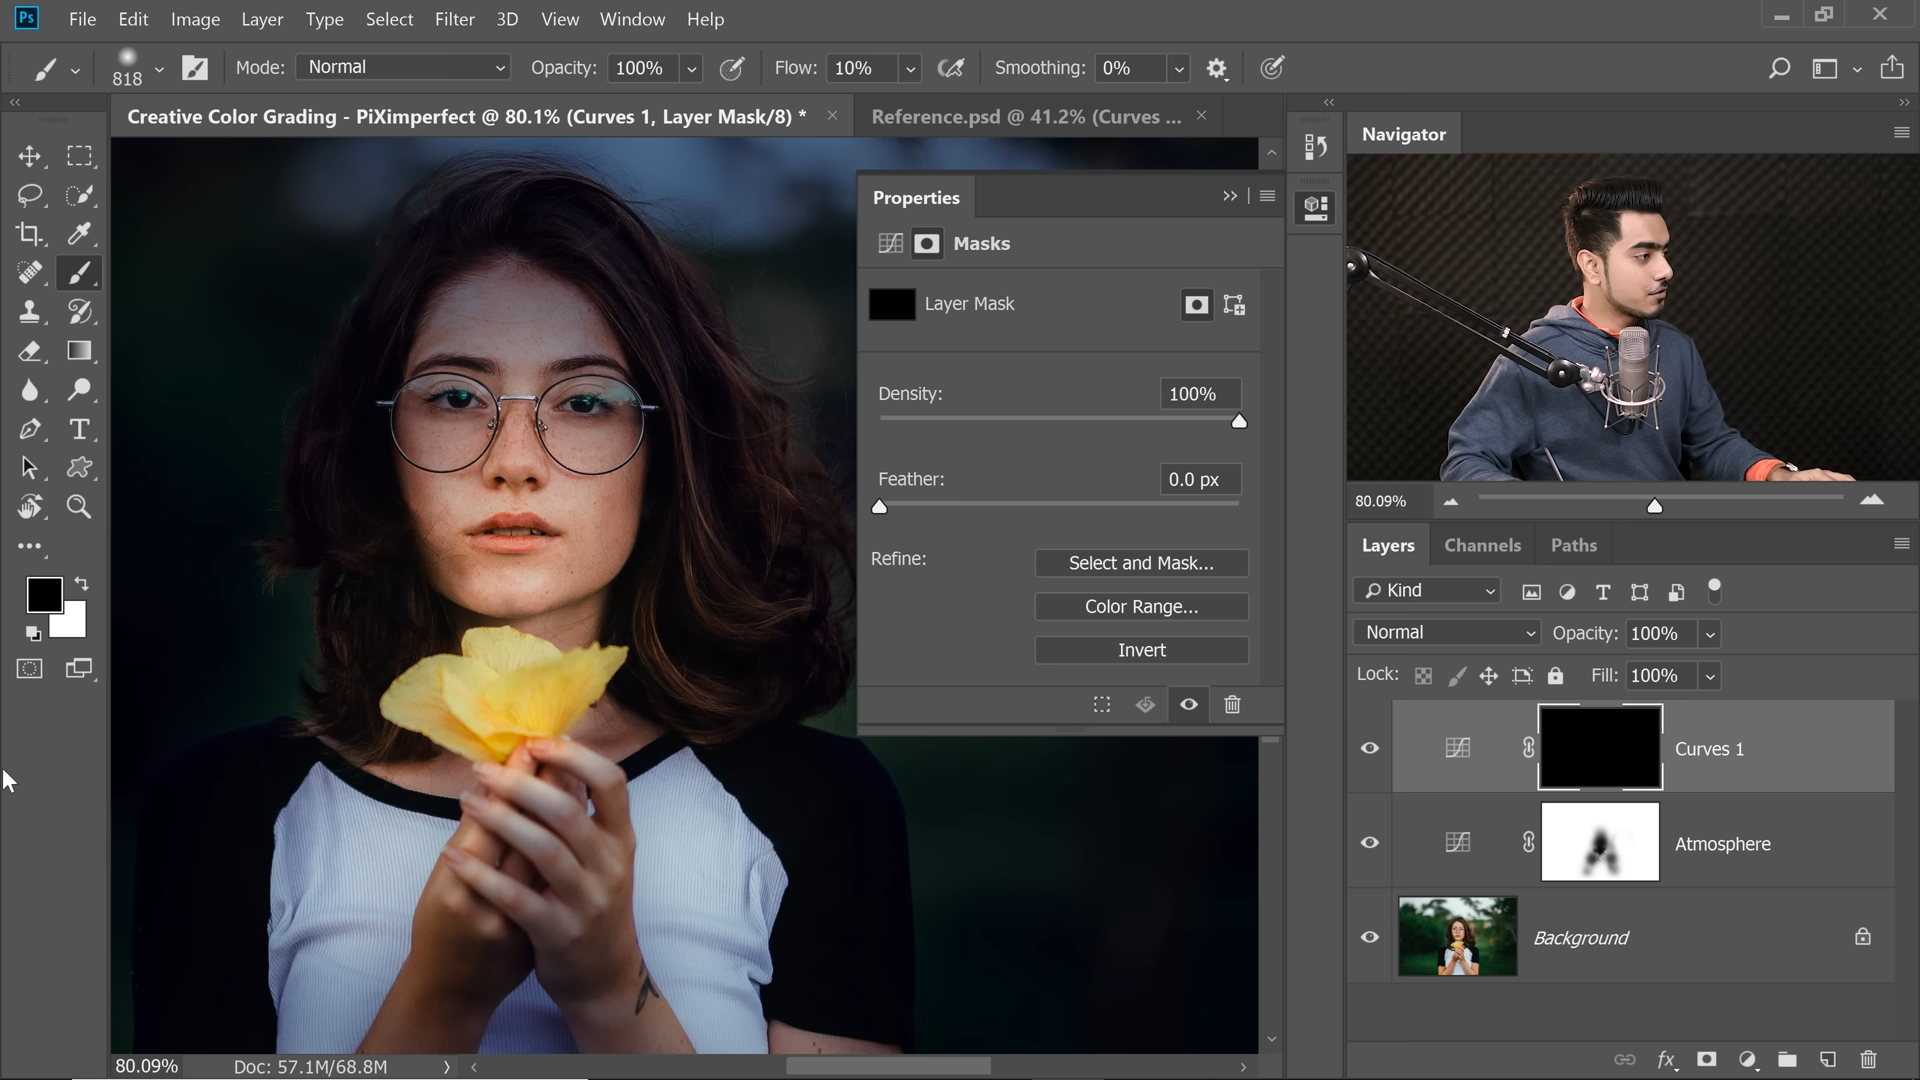 Ps File Edit Image Layer Type Select Filter 3D View Window Help
818 Mode: Normal Opacity: 100% Flow: 10% Smoothing: 0%
Creative Color Grading - PiXimperfect @ 80.1% (Curves 1, Layer Mask/8) * Reference.psd @ 41.2% (Curves ...
Properties
Masks
Layer Mask
Density: 100%
Feather: 0.0 px
Refine: Select and Mask...
Color Range...
Invert
Navigator
80.09%
Layers Channels Paths
Kind
Normal Opacity: 100%
Lock: Fill: 100%
Curves 1
Atmosphere
Background
fx
80.09% Doc: 57.1M/68.8M